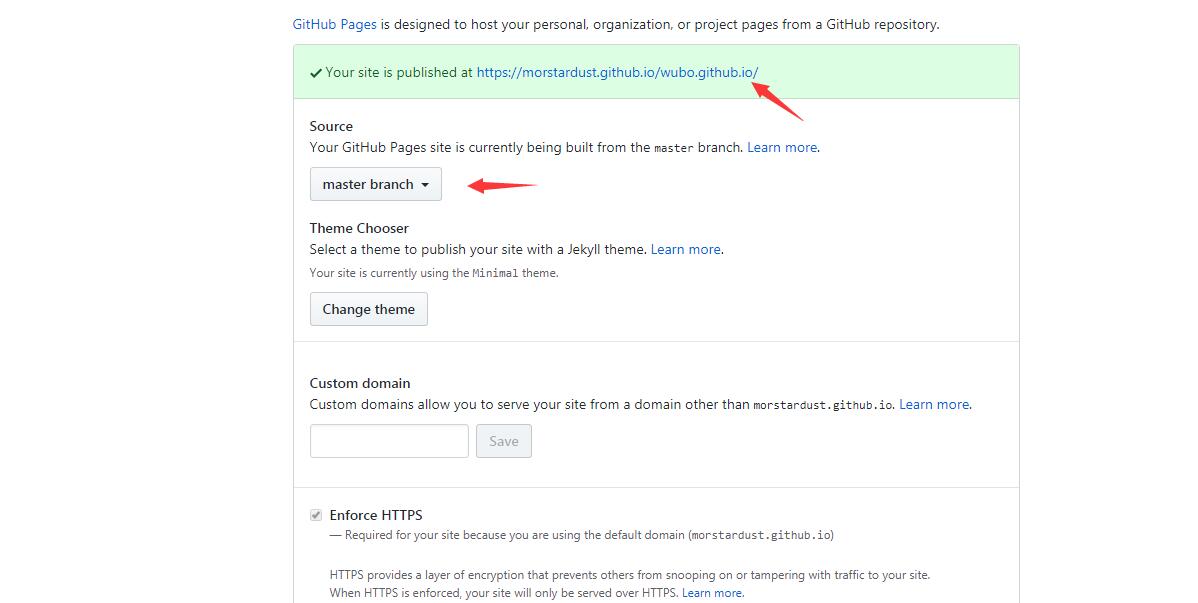 GitHub Pages is designed to host your personal, organization, or project pages from a GitHub repository.
Your site is published at https://morstardust.github.io/wubo.github.io/
Source
Your GitHub Pages site is currently being built from the master branch. Learn more.
master branch
Theme Chooser
Select a theme to publish your site with a Jekyll theme. Learn more.
Your site is currently using the Minimal theme.
Change theme
Custom domain
Custom domains allow you to serve your site from a domain other than morstardust.github.io. Learn more.
Save
Enforce HTTPS
— Required for your site because you are using the default domain (morstardust.github.io)
HTTPS provides a layer of encryption that prevents others from snooping on or tampering with traffic to your site.
When HTTPS is enforced, your site will only be served over HTTPS. Learn more.